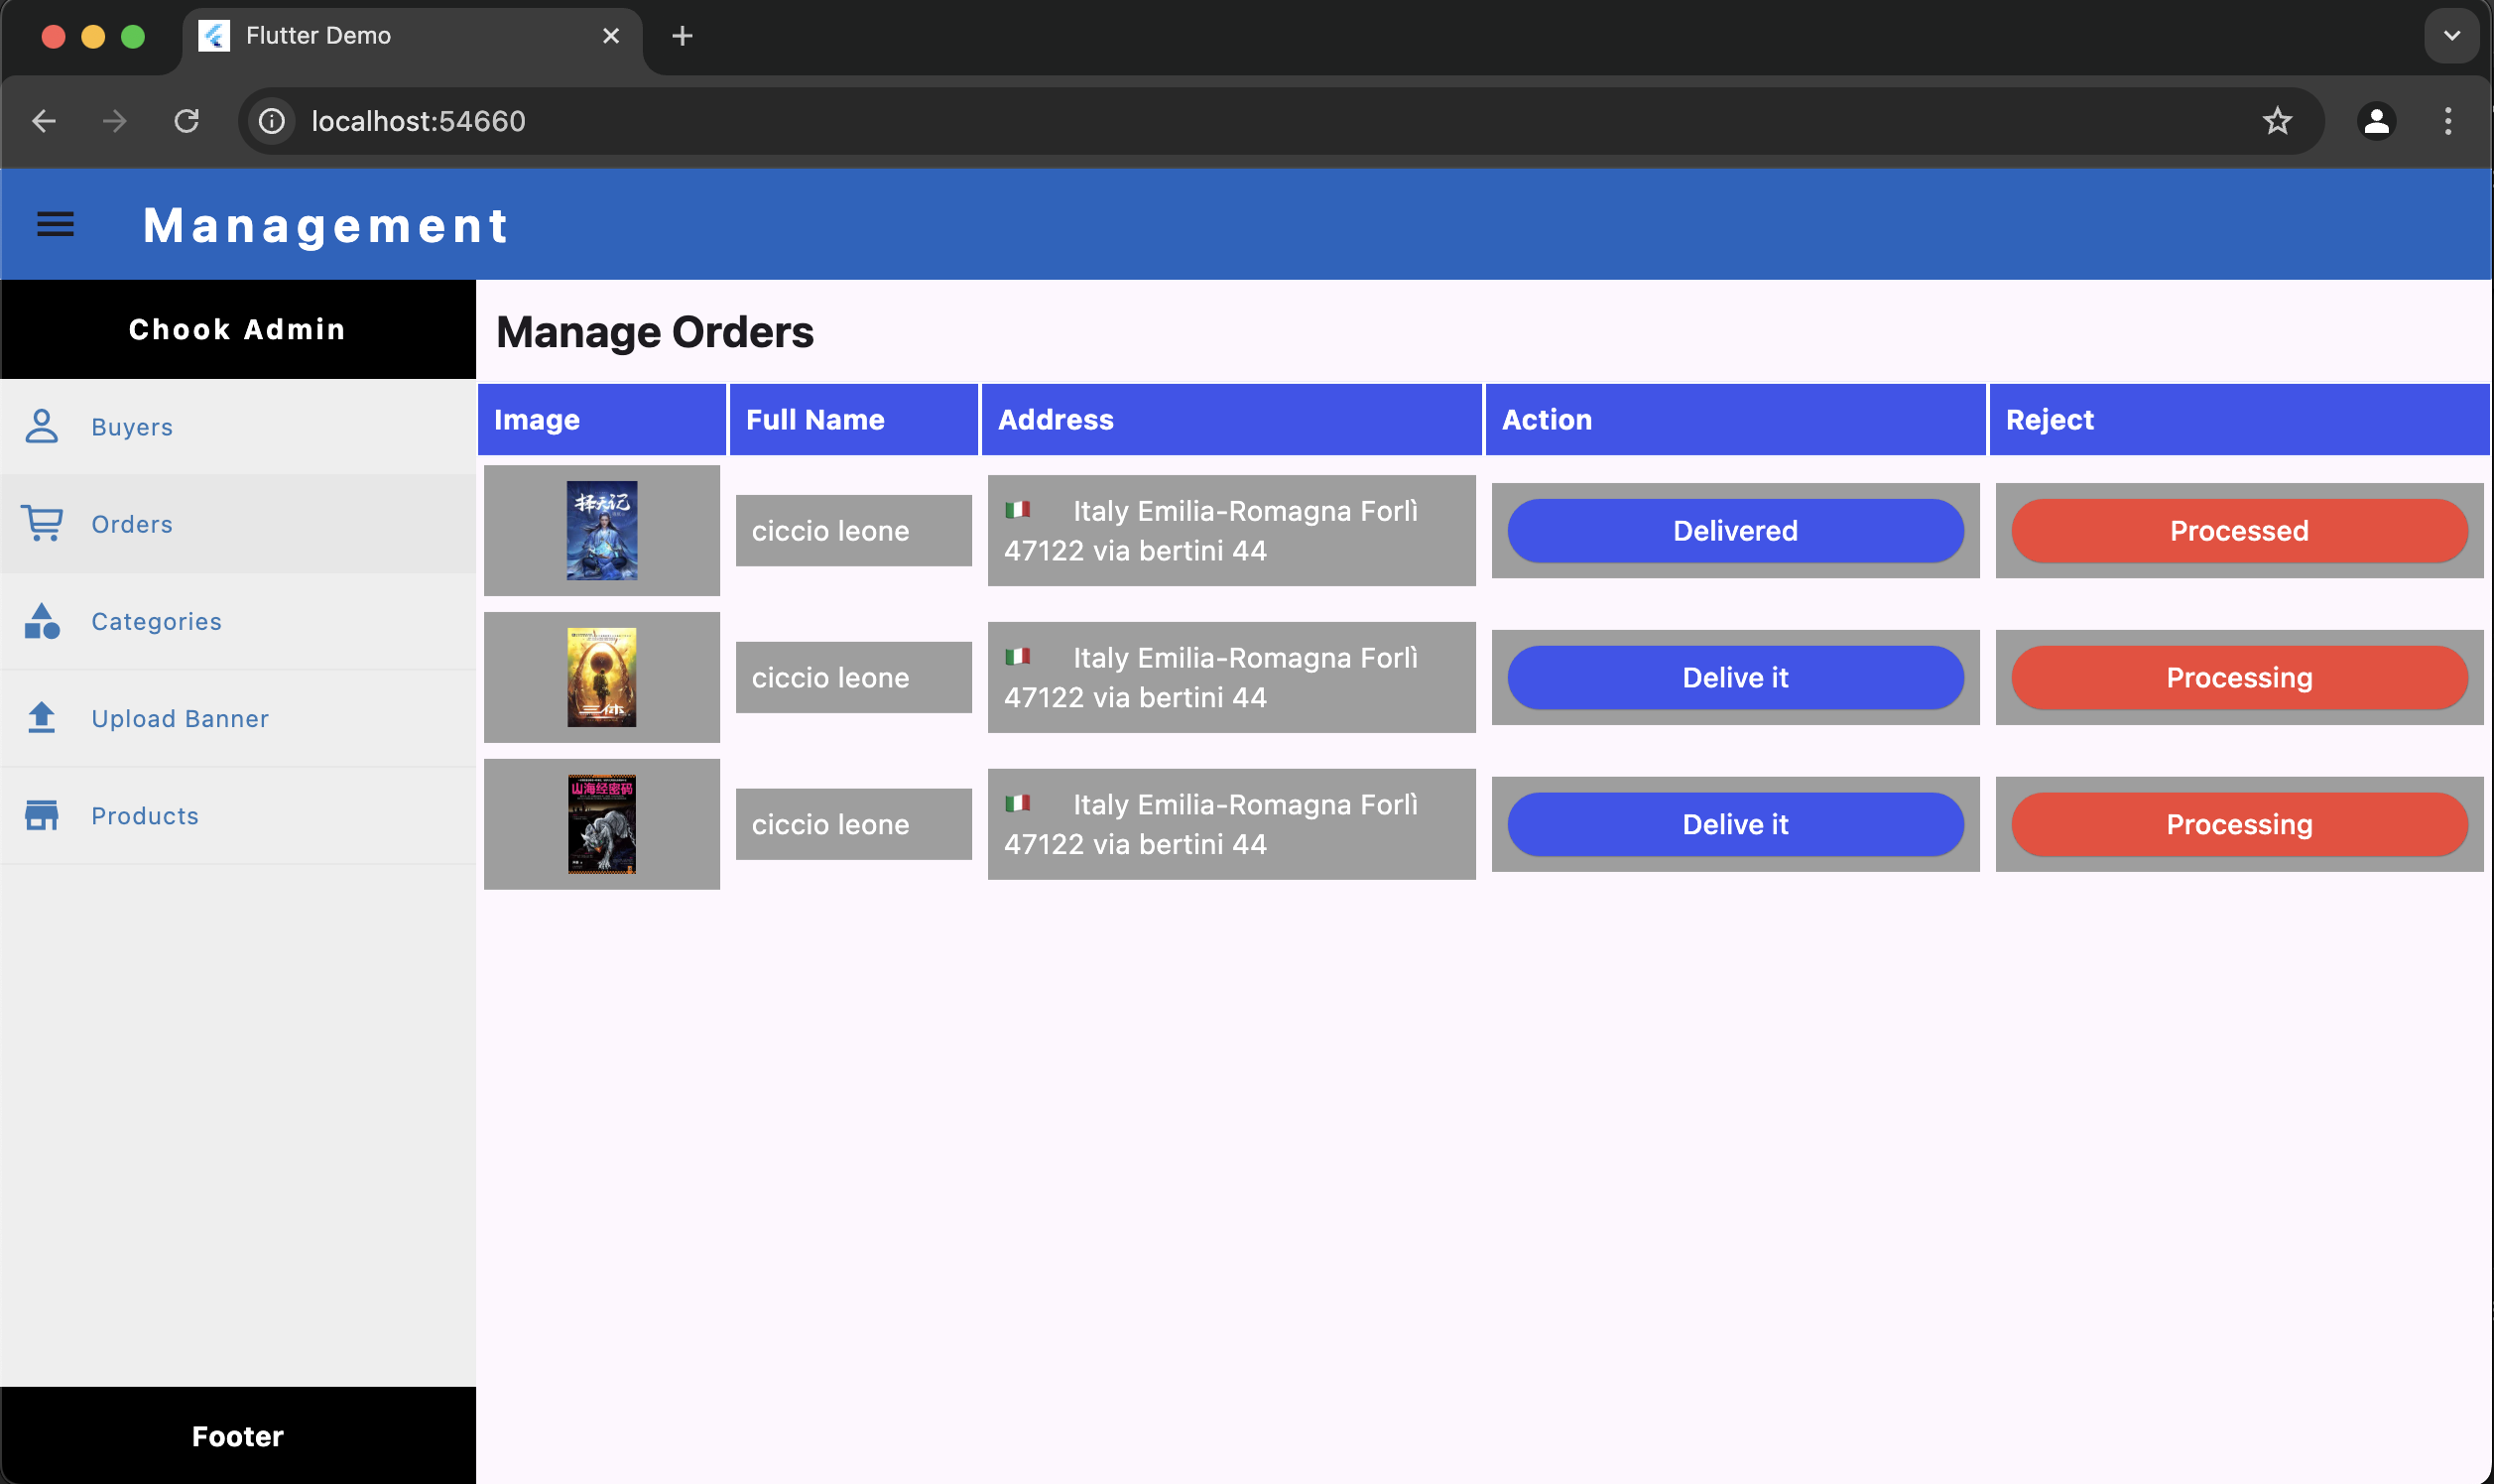 Flutter Demo
localhost:54660
Management
Chook Admin
Buyers
Orders
Categories
Upload Banner
Products
Footer
Manage Orders
Image Full Name Address Action Reject
择天记
ciccio leone
Italy Emilia-Romagna Forlì
47122 via bertini 44
Delivered
Processed
三体
ciccio leone
Italy Emilia-Romagna Forlì
47122 via bertini 44
Delive it
Processing
山海经密码
ciccio leone
Italy Emilia-Romagna Forlì
47122 via bertini 44
Delive it
Processing